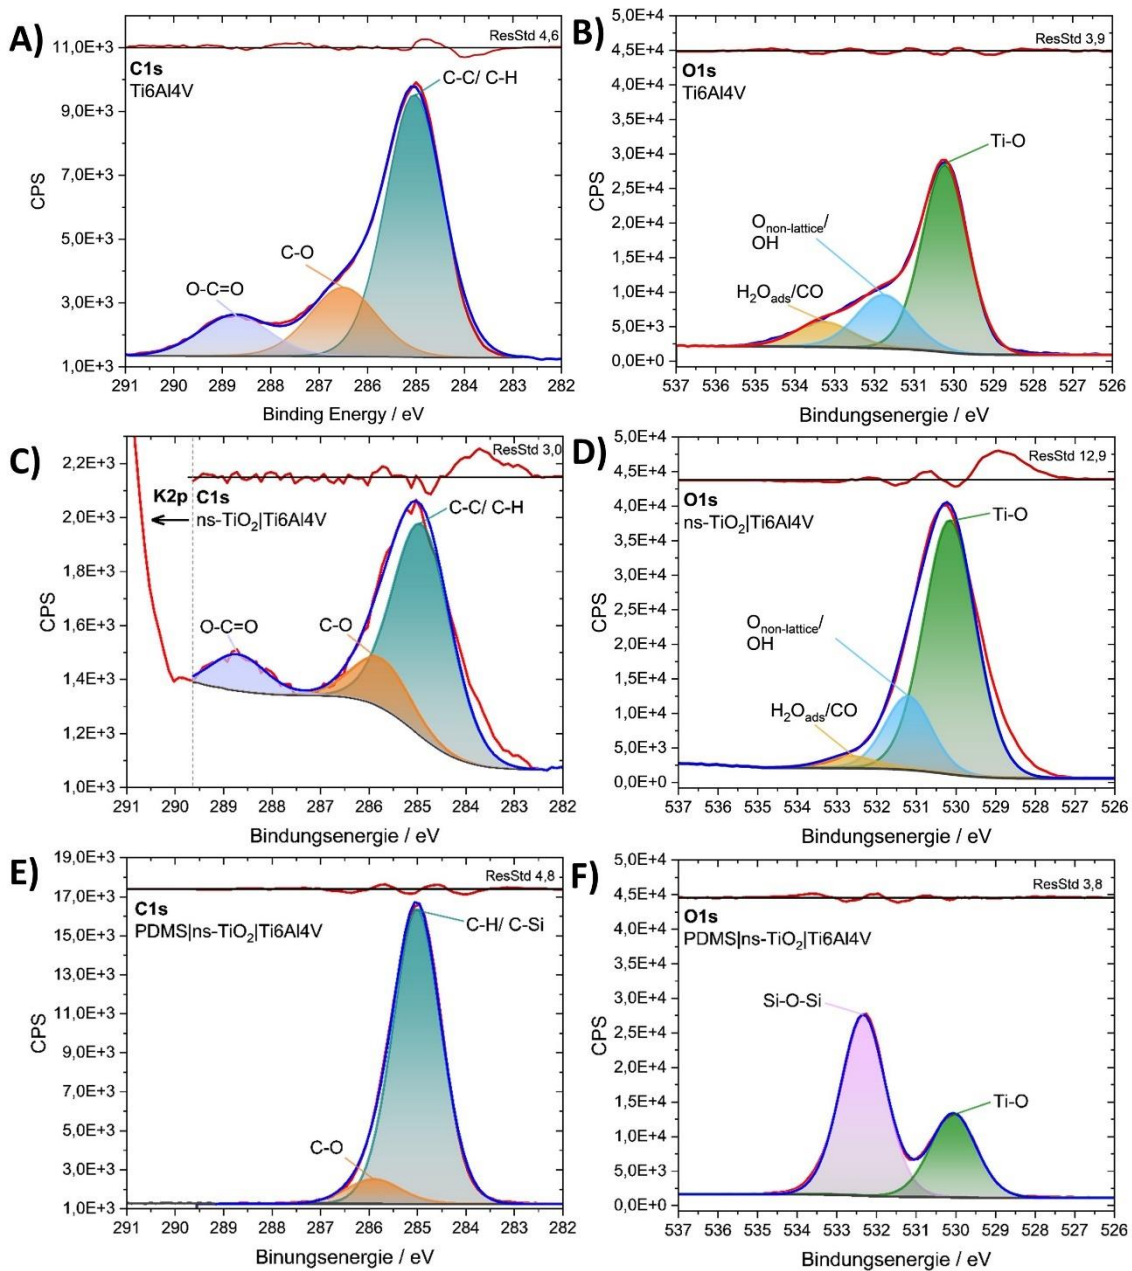 A)
ResStd 4,6
11,0E+3
C1s
Ti6Al4V
C-C/ C-H
9,0E+3
7,0E+3
CPS
5,0E+3
C-O
O-C=O
3,0E+3
1,0E+3
291 290 289 288 287 286 285 284 283 282
Binding Energy / eV
B)
5,0E+4
ResStd 3,9
4,5E+4
O1s
Ti6Al4V
4,0E+4
3,5E+4
3,0E+4
Ti-O
2,5E+4
CPS
2,0E+4
Onon-lattice/
OH
1,5E+4
H2Oads/CO
1,0E+4
5,0E+3
0,0E+0
537 536 535 534 533 532 531 530 529 528 527 526
Bindungsenergie / eV
C)
2,2E+3
ResStd 3,0
K2p C1s
ns-TiO2|Ti6Al4V
C-C/ C-H
2,0E+3
1,8E+3
CPS
1,6E+3
O-C=O
C-O
1,4E+3
1,2E+3
1,0E+3
291 290 289 288 287 286 285 284 283 282
Bindungsenergie / eV
D)
5,0E+4
ResStd 12,9
4,5E+4
O1s
ns-TiO2|Ti6Al4V
4,0E+4
Ti-O
3,5E+4
3,0E+4
2,5E+4
CPS
Onon-lattice/
OH
2,0E+4
1,5E+4
H2Oads/CO
1,0E+4
5,0E+3
0,0E+0
537 536 535 534 533 532 531 530 529 528 527 526
Bindungsenergie / eV
E)
19,0E+3
ResStd 4,8
17,0E+3
C1s
PDMS|ns-TiO2|Ti6Al4V
C-H/ C-Si
15,0E+3
13,0E+3
11,0E+3
CPS
9,0E+3
7,0E+3
5,0E+3
C-O
3,0E+3
1,0E+3
291 290 289 288 287 286 285 284 283 282
Binungsenergie / eV
F)
5,0E+4
ResStd 3,8
4,5E+4
O1s
PDMS|ns-TiO2|Ti6Al4V
4,0E+4
3,5E+4
Si-O-Si
3,0E+4
2,5E+4
CPS
2,0E+4
1,5E+4
Ti-O
1,0E+4
5,0E+3
0,0E+0
537 536 535 534 533 532 531 530 529 528 527 526
Bindungsenergie / eV